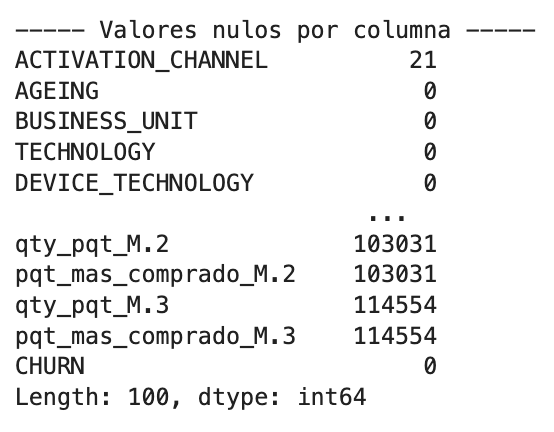 ----- Valores nulos por columna -----
ACTIVATION_CHANNEL 21
AGEING 0
BUSINESS_UNIT 0
TECHNOLOGY 0
DEVICE_TECHNOLOGY 0
...
qty_pqt_M.2 103031
pqt_mas_comprado_M.2 103031
qty_pqt_M.3 114554
pqt_mas_comprado_M.3 114554
CHURN 0
Length: 100, dtype: int64